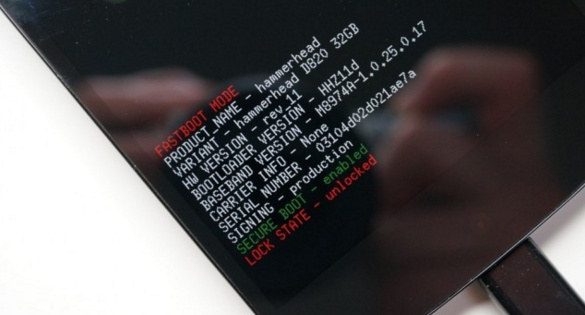 FASTBOOT MODE
PRODUCT_NAME - hammerhead
VARIANT - hammerhead D820 32GB
HW VERSION - rev_11
BOOTLOADER VERSION - HHZ11d
BASEBAND VERSION - M8974A-1.0.25.0.17
CARRIER INFO - None
SERIAL NUMBER - 03104d02d021ae7a
SIGNING - production
SECURE BOOT - enabled
LOCK STATE - unlocked